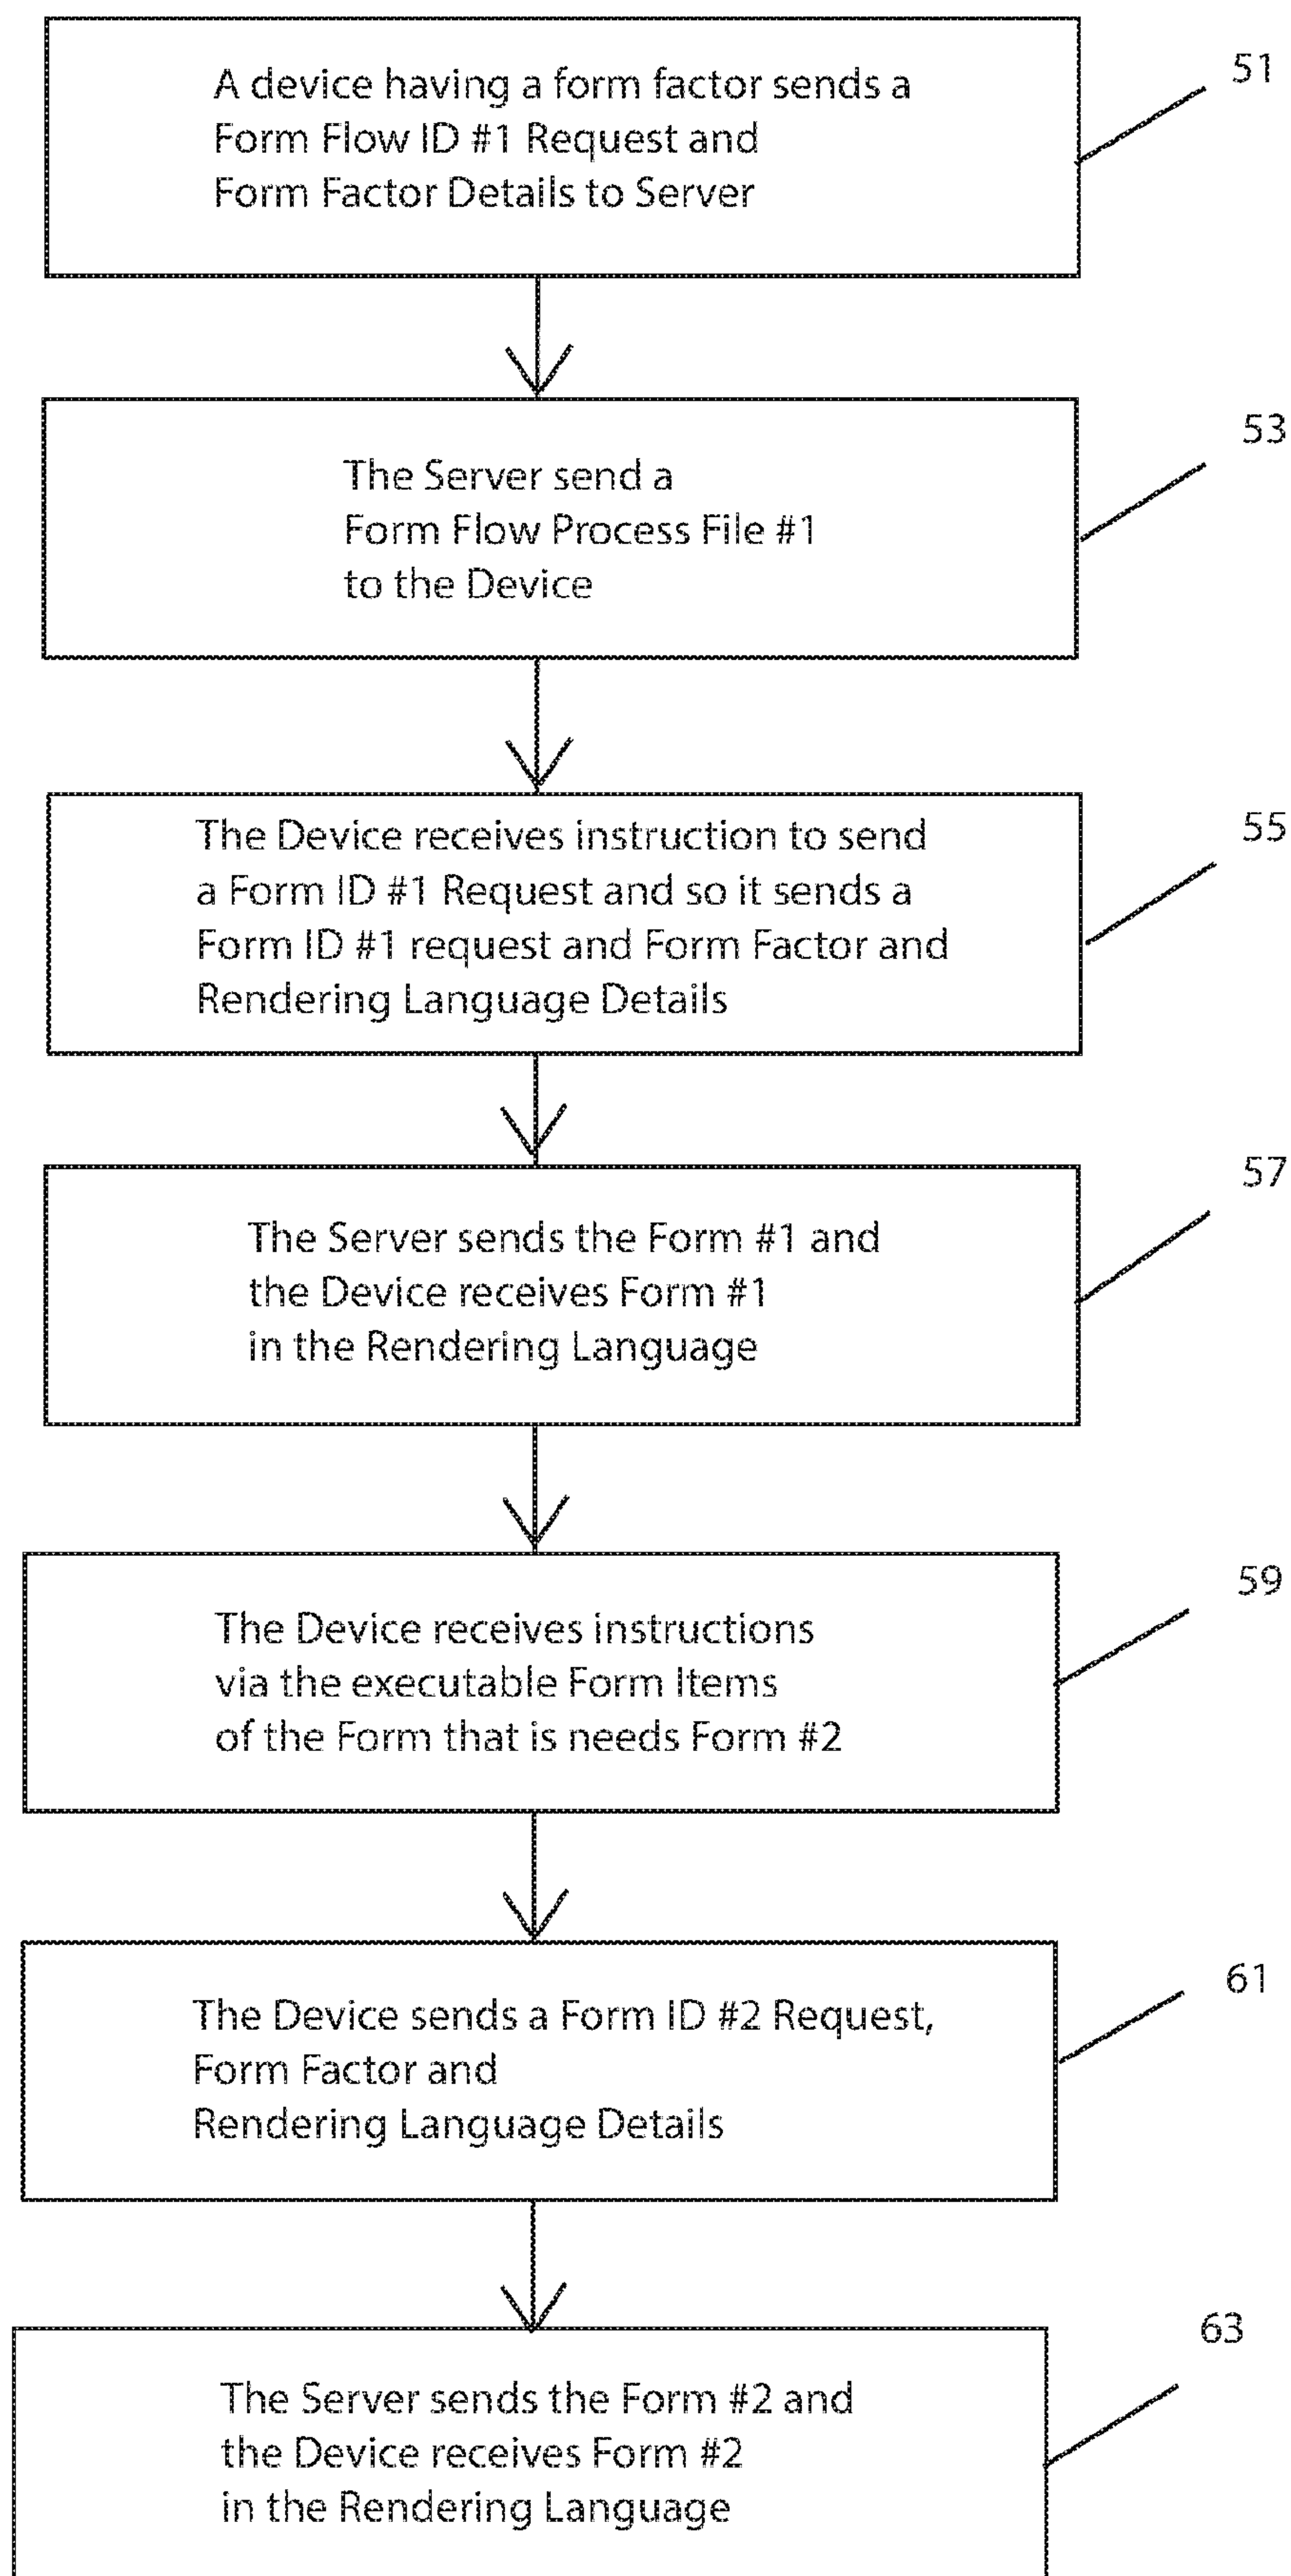 A device having a form factor sends a
Form Flow ID #1 Request and
Form Factor Details to Server
51
The Server send a
Form Flow Process File #1
to the Device
53
The Device receives instruction to send
a Form ID #1 Request and so it sends a
Form ID #1 request and Form Factor and
Rendering Language Details
55
The Server sends the Form #1 and
the Device receives Form #1
in the Rendering Language
57
The Device receives instructions
via the executable Form Items
of the Form that is needs Form #2
59
The Device sends a Form ID #2 Request,
Form Factor and
Rendering Language Details
61
The Server sends the Form #2 and
the Device receives Form #2
in the Rendering Language
63